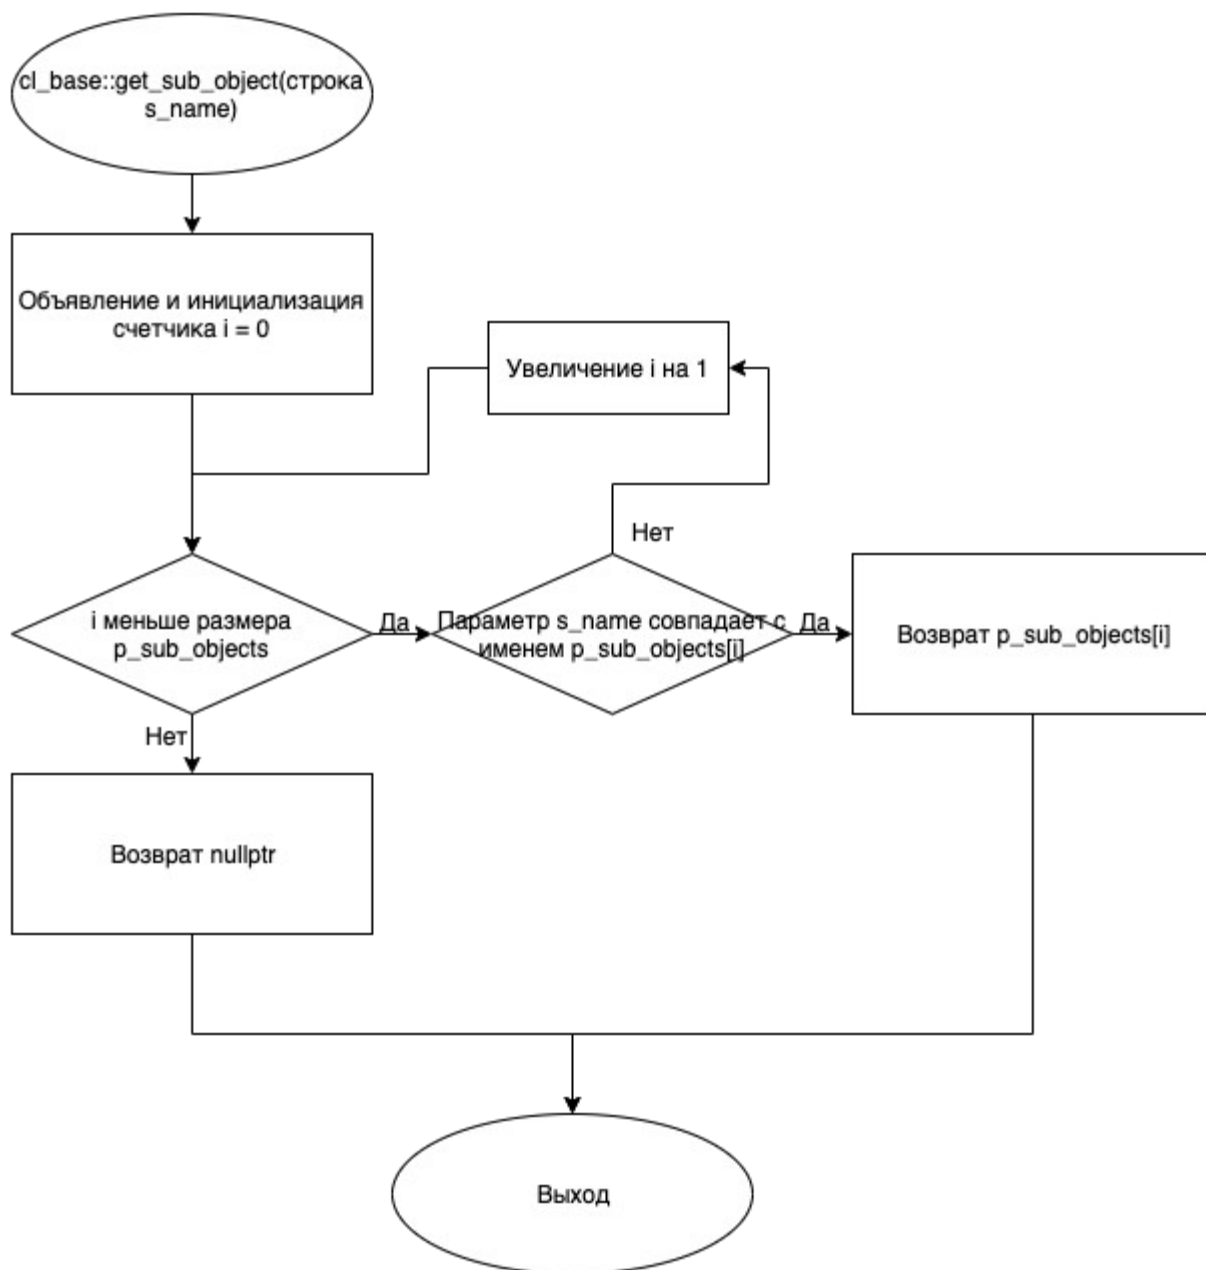 cl_base::get_sub_object(строка
s_name)
Объявление и инициализация
счетчика i = 0
Увеличение i на 1
Нет
i меньше размера
p_sub_objects
Да
Параметр s_name совпадает с
именем p_sub_objects[i]
Да
Возврат p_sub_objects[i]
Нет
Возврат nullptr
Выход